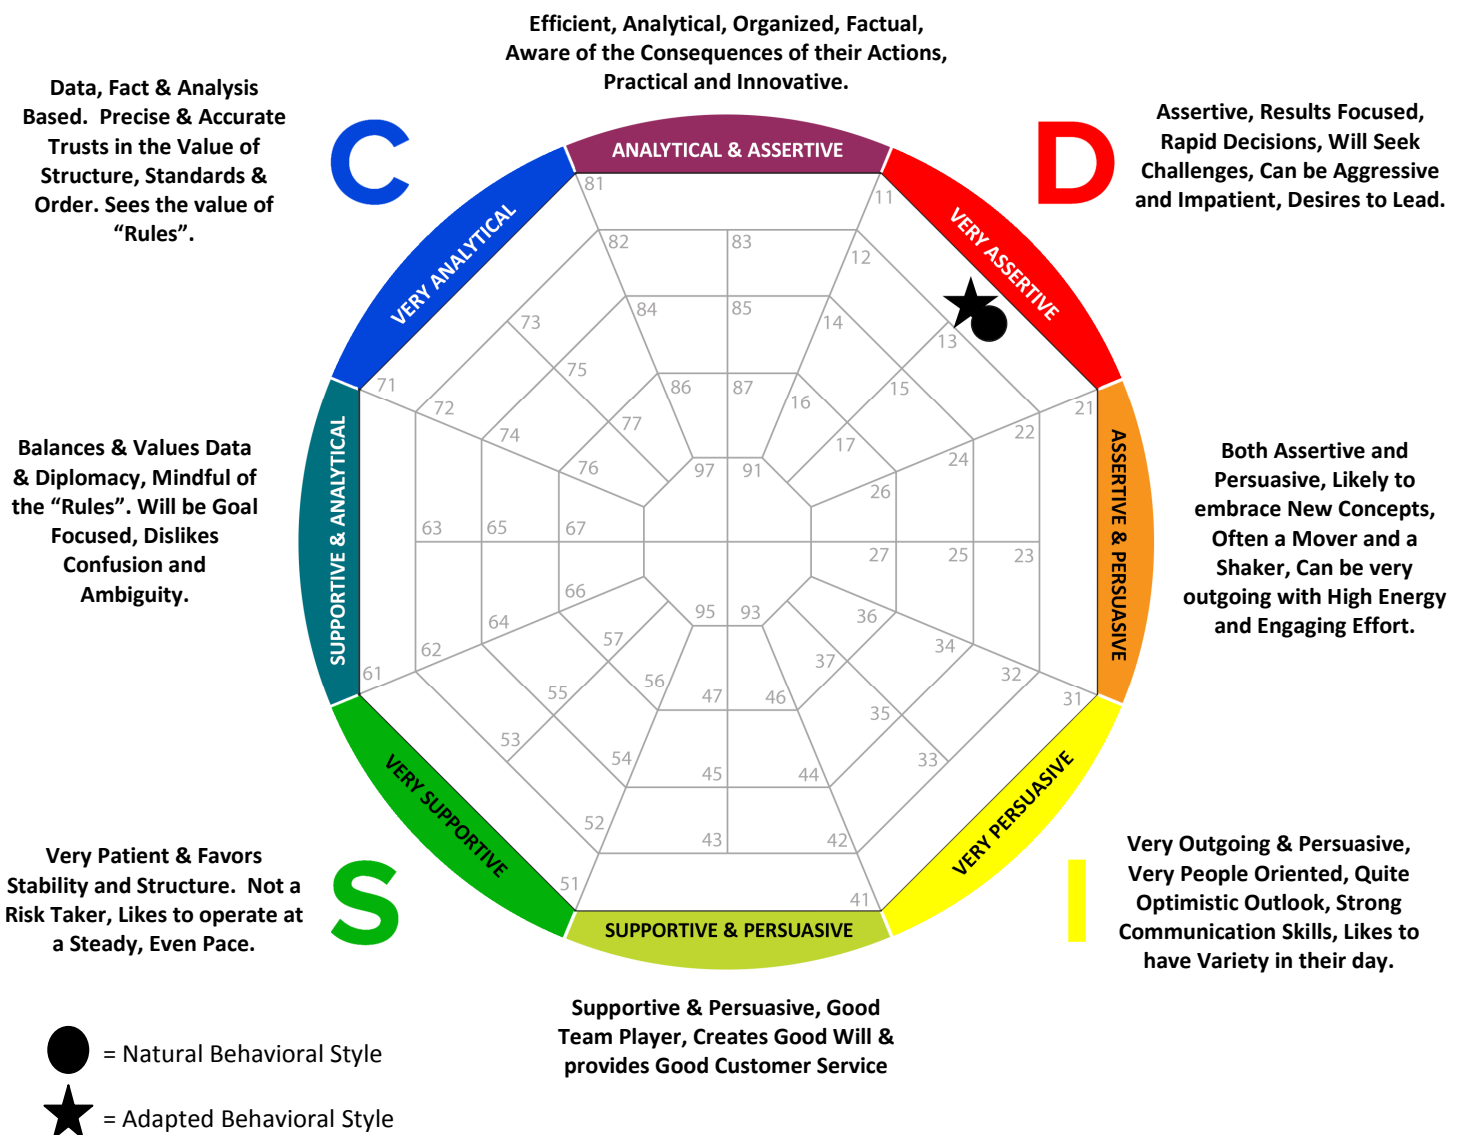 Efficient, Analytical, Organized, Factual,
Aware of the Consequences of their Actions,
Practical and Innovative.
Data, Fact & Analysis
Based.  Precise & Accurate
Trusts in the Value of
Structure, Standards &
Order. Sees the value of
“Rules”.
C
D
Assertive, Results Focused,
Rapid Decisions, Will Seek
Challenges, Can be Aggressive
and Impatient, Desires to Lead.
ANALYTICAL & ASSERTIVE
VERY ANALYTICAL
VERY ASSERTIVE
81
11
82
83
12
84
85
14
73
13
75
15
71
86
87
16
21
72
77
17
22
74
24
76
97
91
26
63
65
67
27
25
23
66
95
93
36
64
57
34
62
37
32
61
56
47
46
31
55
35
53
33
54
45
44
52
43
42
51
41
SUPPORTIVE & ANALYTICAL
ASSERTIVE & PERSUASIVE
Balances & Values Data
& Diplomacy, Mindful of
the “Rules”. Will be Goal
Focused, Dislikes
Confusion and
Ambiguity.
Both Assertive and
Persuasive, Likely to
embrace New Concepts,
Often a Mover and a
Shaker, Can be very
outgoing with High Energy
and Engaging Effort.
VERY SUPPORTIVE
VERY PERSUASIVE
SUPPORTIVE & PERSUASIVE
Very Patient & Favors
Stability and Structure.  Not a
Risk Taker, Likes to operate at
a Steady, Even Pace.
S
I
Very Outgoing & Persuasive,
Very People Oriented, Quite
Optimistic Outlook, Strong
Communication Skills, Likes to
have Variety in their day.
Supportive & Persuasive, Good
Team Player, Creates Good Will &
provides Good Customer Service
= Natural Behavioral Style
= Adapted Behavioral Style